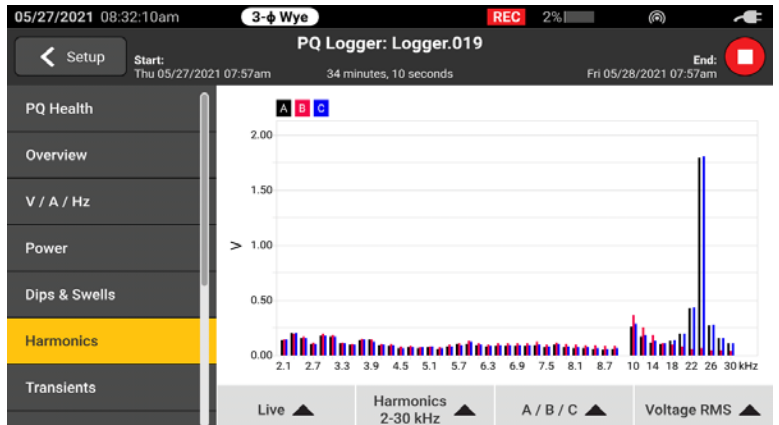 05/27/2021 08:32:10am 3-ϕ Wye REC 2%
Setup
PQ Logger: Logger.019
Start:
Thu 05/27/2021 07:57am
34 minutes, 10 seconds
End:
Fri 05/28/2021 07:57am
PQ Health
Overview
V / A / Hz
Power
Dips & Swells
Harmonics
Transients
A B C
2.00
1.50
V 1.00
0.50
0.00
2.1 2.7 3.3 3.9 4.5 5.1 5.7 6.3 6.9 7.5 8.1 8.7 10 14 18 22 26 30 kHz
Live
Harmonics
2-30 kHz
A / B / C
Voltage RMS